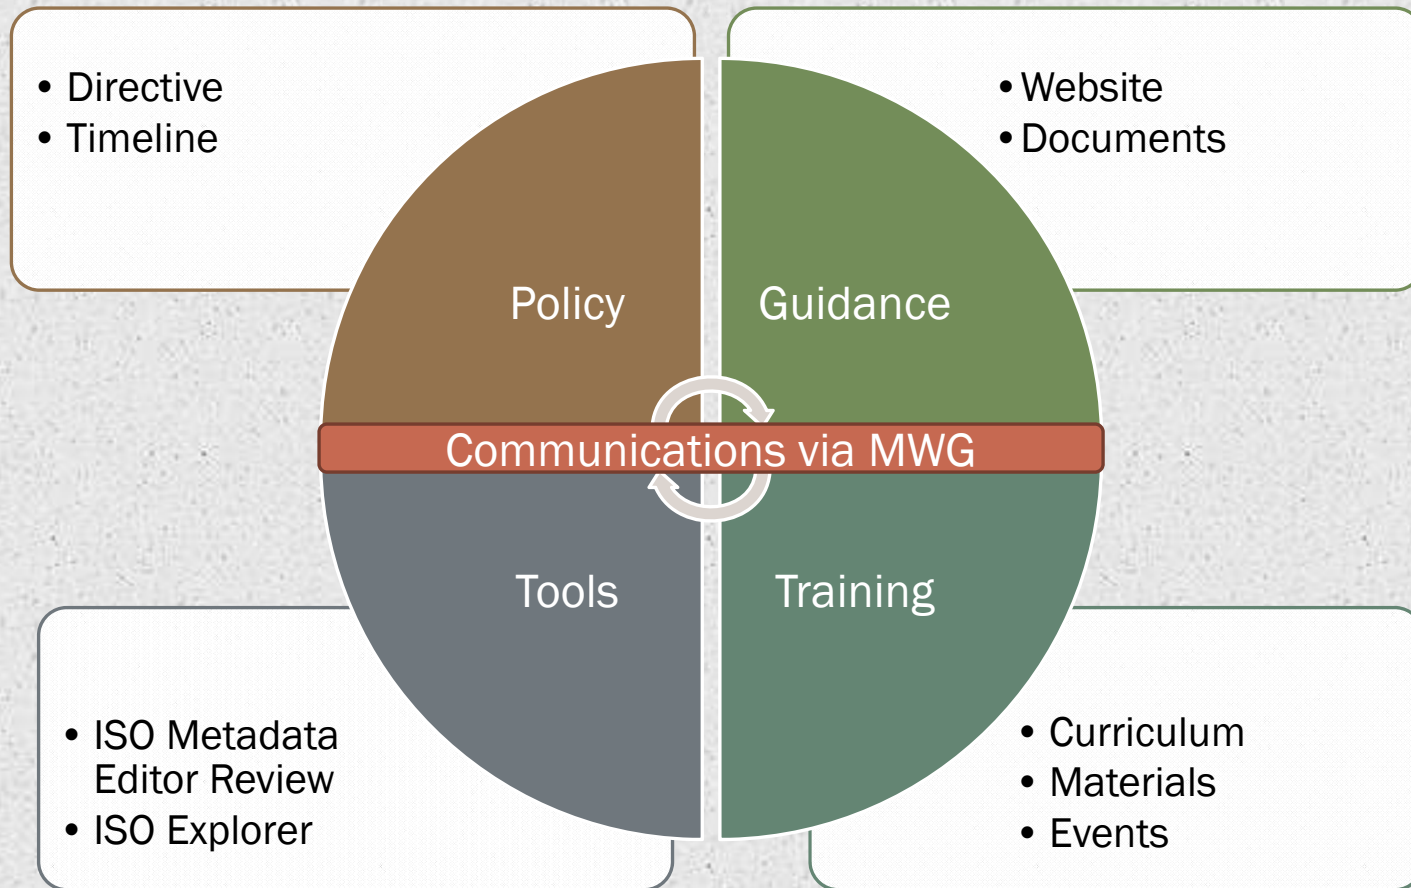 • Directive
• Timeline
• Website
• Documents
Policy
Guidance
Communications via MWG
Tools
Training
• ISO Metadata
Editor Review
• ISO Explorer
• Curriculum
• Materials
• Events